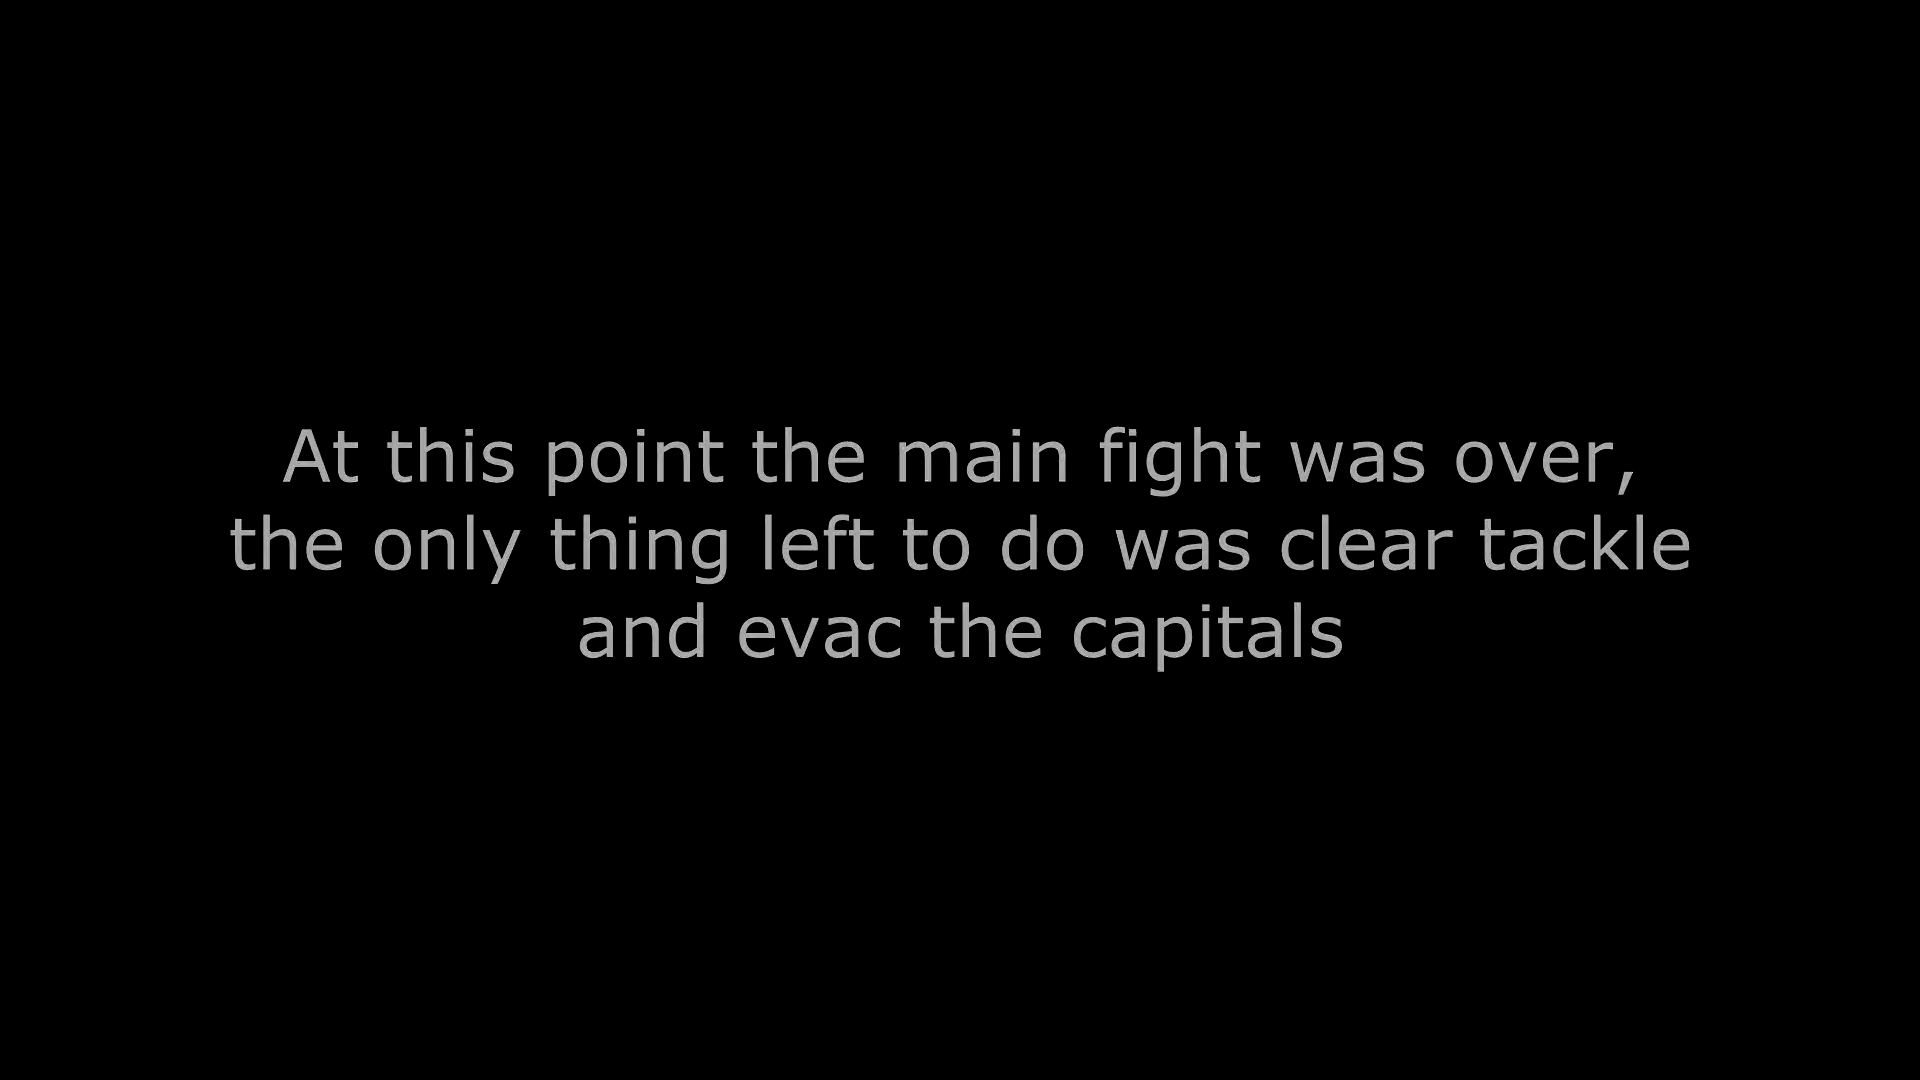 At this point the main fight was over,
the only thing left to do was clear tackle
and evac the capitals